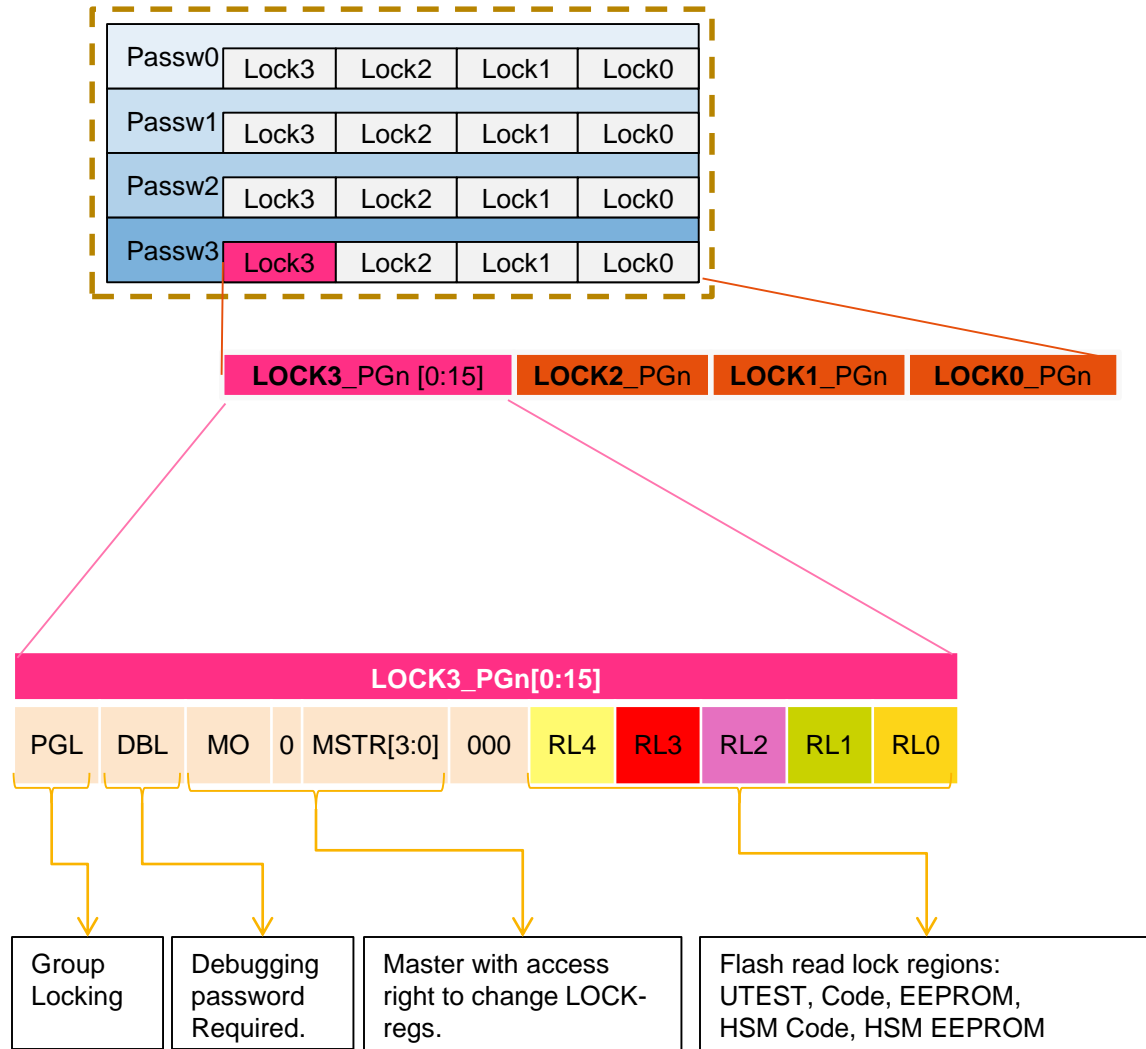 Passw0 Lock3 Lock2 Lock1 Lock0
Passw1 Lock3 Lock2 Lock1 Lock0
Passw2 Lock3 Lock2 Lock1 Lock0
Passw3 Lock3 Lock2 Lock1 Lock0
LOCK3_PGn [0:15] LOCK2_PGn LOCK1_PGn LOCK0_PGn
LOCK3_PGn[0:15]
PGL DBL MO 0 MSTR[3:0] 000 RL4 RL3 RL2 RL1 RL0
Group
Locking
Debugging
password
Required.
Master with access
right to change LOCK-
regs.
Flash read lock regions:
UTEST, Code, EEPROM,
HSM Code, HSM EEPROM